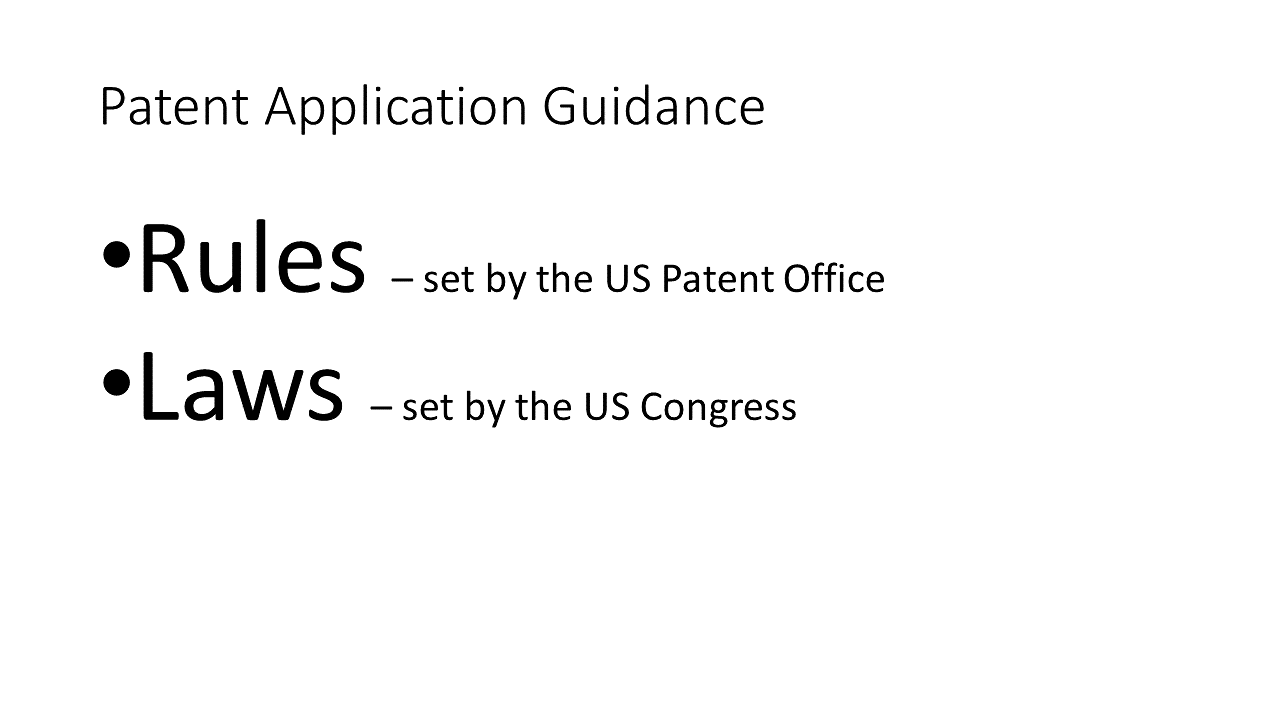 Patent Application Guidance
•Rules – set by the US Patent Office
•Laws – set by the US Congress